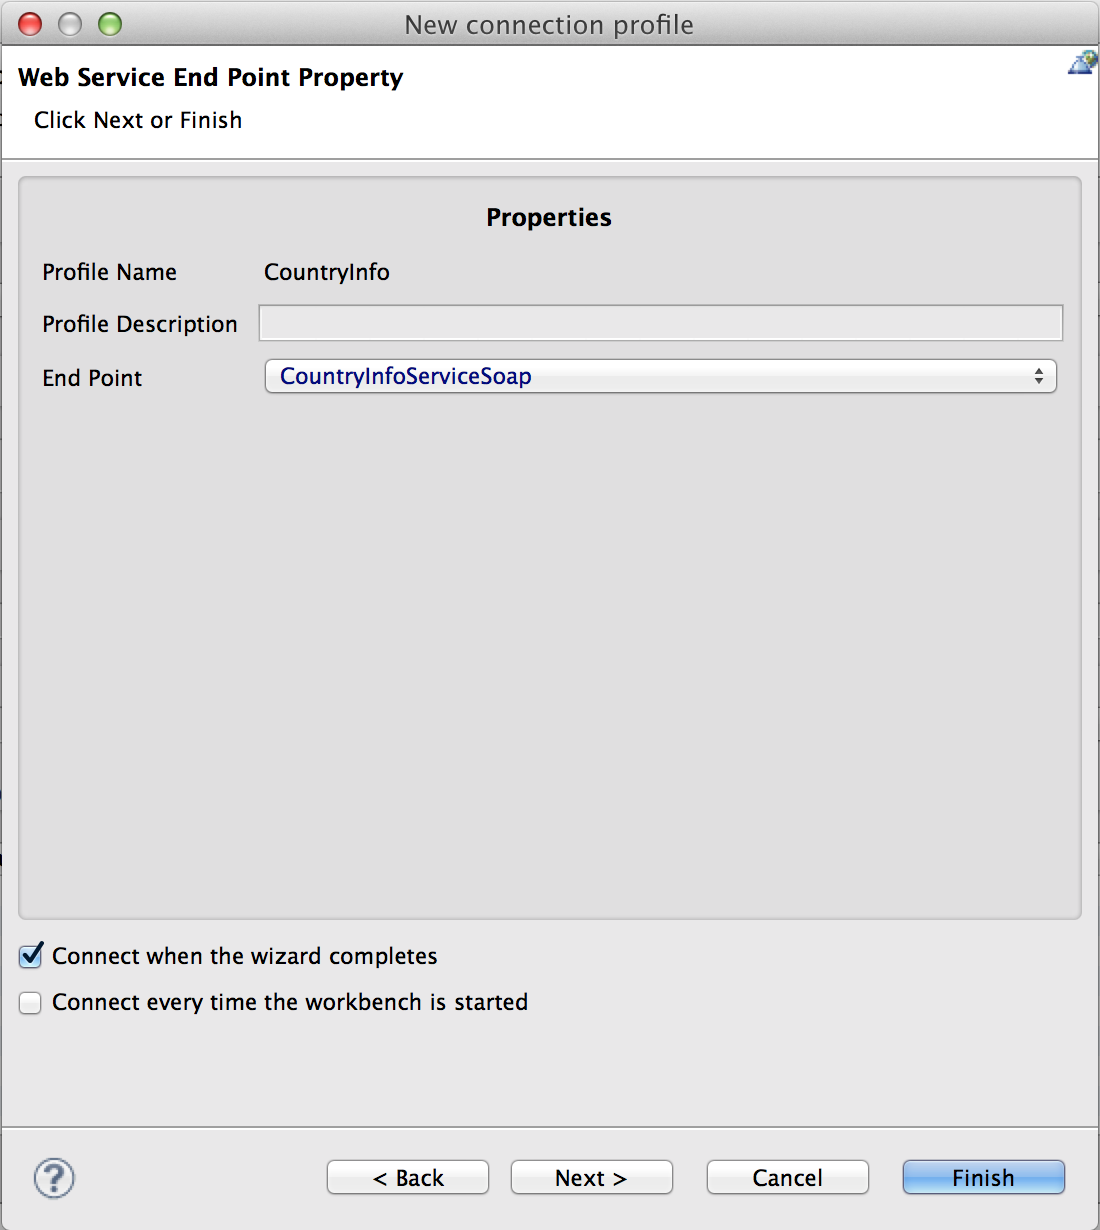 New connection profile
Web Service End Point Property
Click Next or Finish
Properties
Profile Name CountryInfo
Profile Description
End Point CountryInfoServiceSoap
Connect when the wizard completes
Connect every time the workbench is started
? < Back Next > Cancel Finish